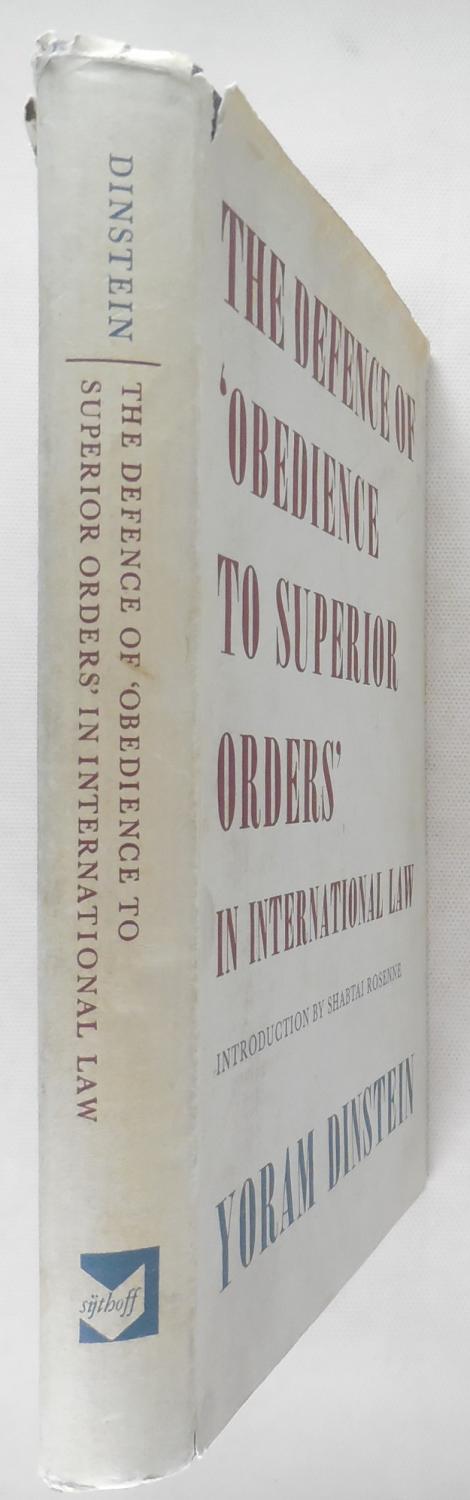 DINSTEIN
THE DEFENCE OF 'OBEDIENCE TO
SUPERIOR ORDERS' IN INTERNATIONAL LAW
sijthoff
THE DEFENCE OF
'OBEDIENCE
TO SUPERIOR
ORDERS'
IN INTERNATIONAL LAW
INTRODUCTION BY SHABTAI ROSENNE
YORAM DINSTEIN